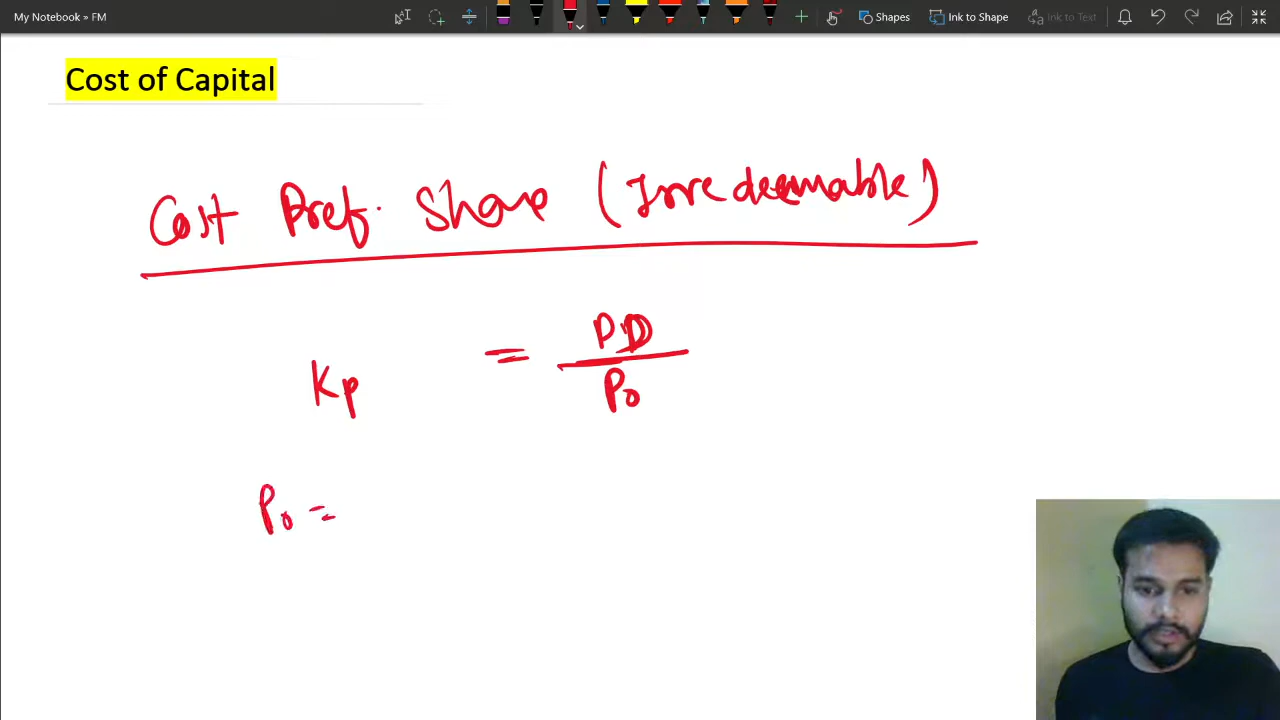 My Notebook » FM
Shapes Ink to Shape Ink to Text
Cost of Capital
Cost Pref. Share (Irredeemable)
Kp = PD / P0
P0 =